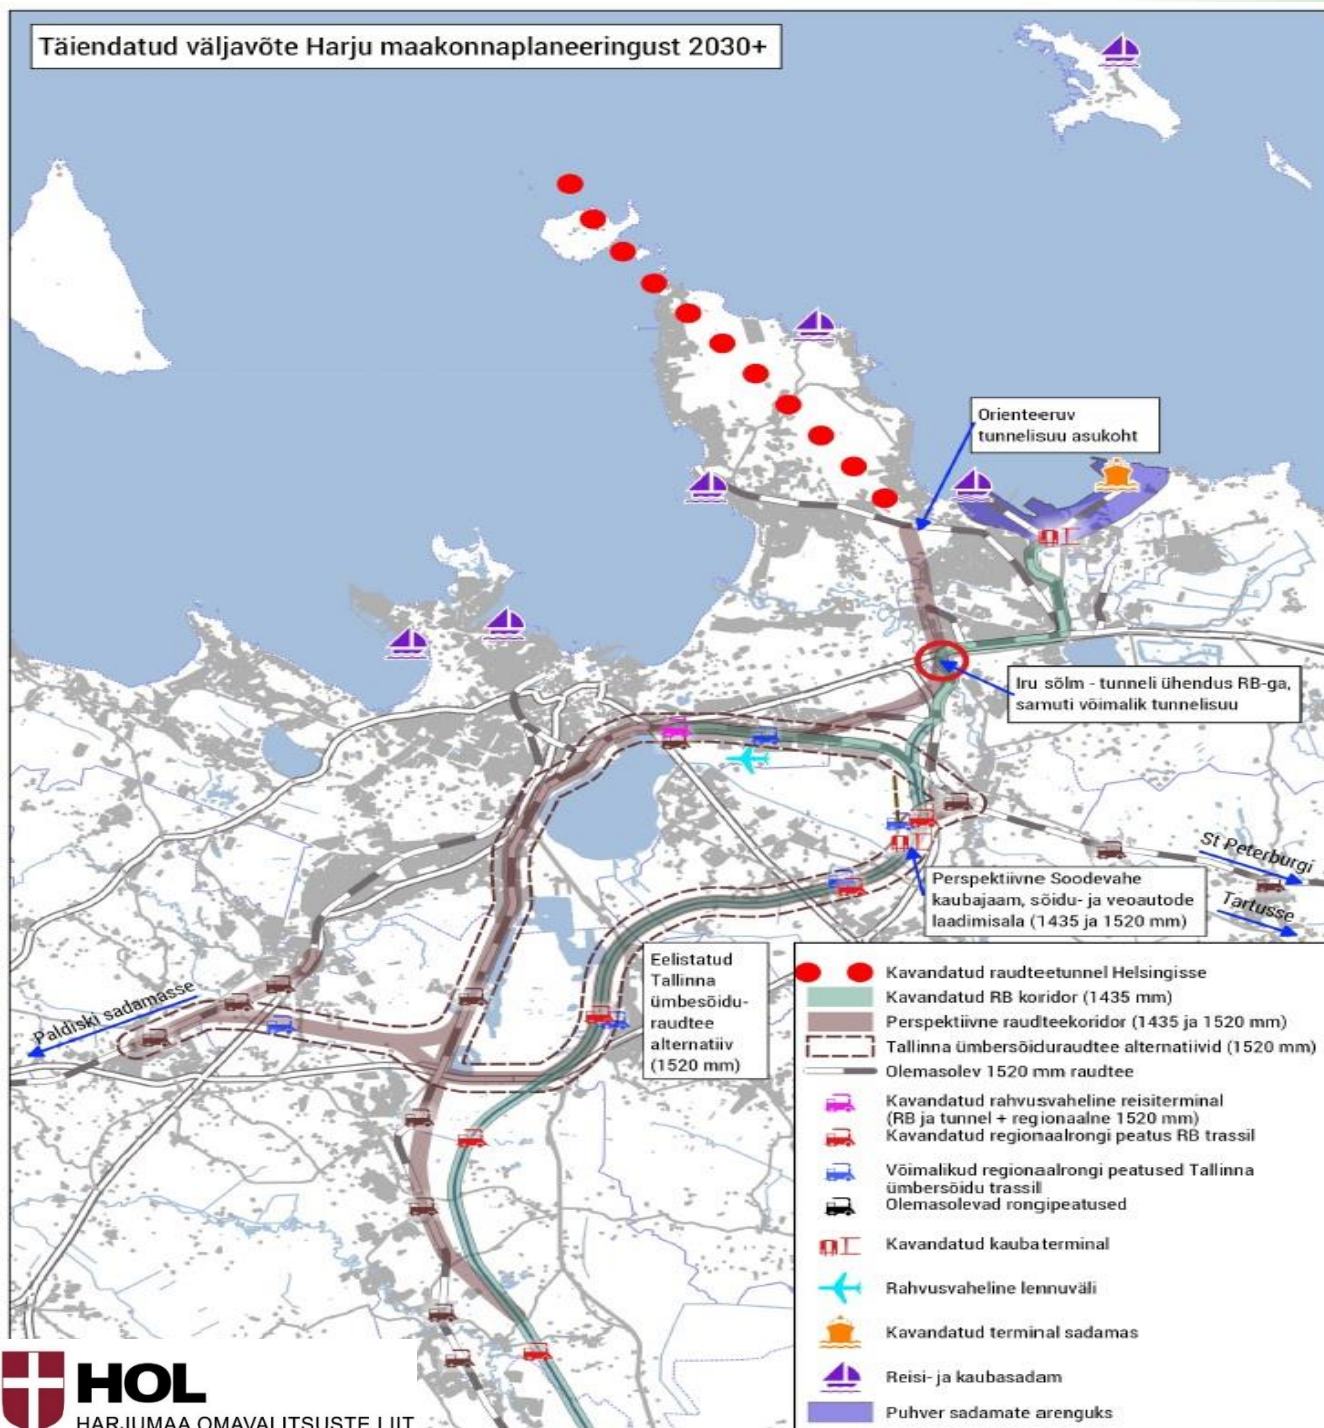 Täiendatud väljavõte Harju maakonnaplaneeringust 2030+
Orienteeruv
tunnelisuu asukoht
Iru sõlm - tunneli ühendus RB-ga,
samuti võimalik tunnelisuu
St Peterburgi
Tartusse
Perspektiivne Soodevahe
kaubajaam, sõidu- ja veoautode
laadimisala (1435 ja 1520 mm)
Eelistatud
Tallinna
ümbesõidu-
raudtee
alternatiiv
(1520 mm)
Paldiski sadamasse
Kavandatud raudteetunnel Helsingisse
Kavandatud RB koridor (1435 mm)
Perspektiivne raudteekoridor (1435 ja 1520 mm)
Tallinna ümbersõiduraudtee alternatiivid (1520 mm)
Olemasolev 1520 mm raudtee
Kavandatud rahvusvaheline reisiterminal
(RB ja tunnel + regionaalne 1520 mm)
Kavandatud regionaalrongi peatus RB trassil
Võimalikud regionaalrongi peatused Tallinna
ümbersõidu trassil
Olemasolevad rongipeatused
Kavandatud kaubaterminal
Rahvusvaheline lennuväli
Kavandatud terminal sadamas
Reisi- ja kaubasadam
Puhver sadamate arenguks
HOL
HARJUMAA OMAVALITSUSTE LIIT